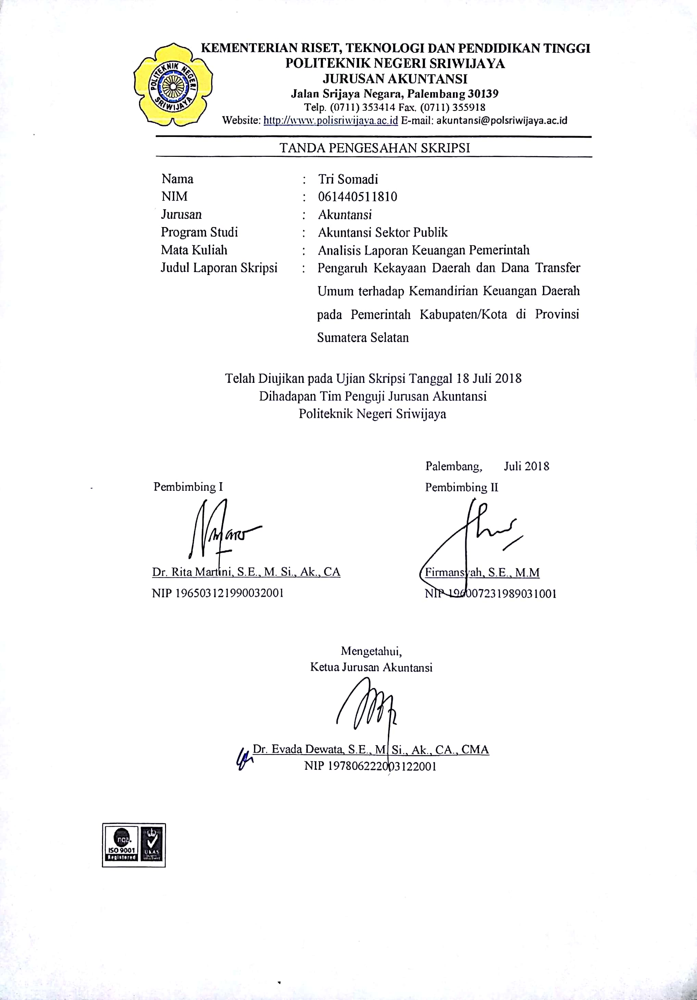 KEMENTERIAN RISET, TEKNOLOGI DAN PENDIDIKAN TINGGI
POLITEKNIK NEGERI SRIWIJAYA
JURUSAN AKUNTANSI
Jalan Srijaya Negara, Palembang 30139
Telp. (0711) 353414 Fax. (0711) 355918
Website: http://www.polisriwijaya.ac.id E-mail: akuntansi@polsriwijaya.ac.id
POLITEKNIK NEGERI
SRIWIJAYA
TANDA PENGESAHAN SKRIPSI
Nama : Tri Somadi
NIM : 061440511810
Jurusan : Akuntansi
Program Studi : Akuntansi Sektor Publik
Mata Kuliah : Analisis Laporan Keuangan Pemerintah
Judul Laporan Skripsi : Pengaruh Kekayaan Daerah dan Dana Transfer
Umum terhadap Kemandirian Keuangan Daerah
pada Pemerintah Kabupaten/Kota di Provinsi
Sumatera Selatan
Telah Diujikan pada Ujian Skripsi Tanggal 18 Juli 2018
Dihadapan Tim Penguji Jurusan Akuntansi
Politeknik Negeri Sriwijaya
Palembang, Juli 2018
Pembimbing I Pembimbing II
Dr. Rita Martini, S.E., M. Si., Ak., CA Firmansyah, S.E., M.M
NIP 196503121990032001 NIP 196007231989031001
Mengetahui,
Ketua Jurusan Akuntansi
Dr. Evada Dewata, S.E., M. Si., Ak., CA., CMA
NIP 197806222003122001
nqa.
ISO 9001
Registered
UKAS